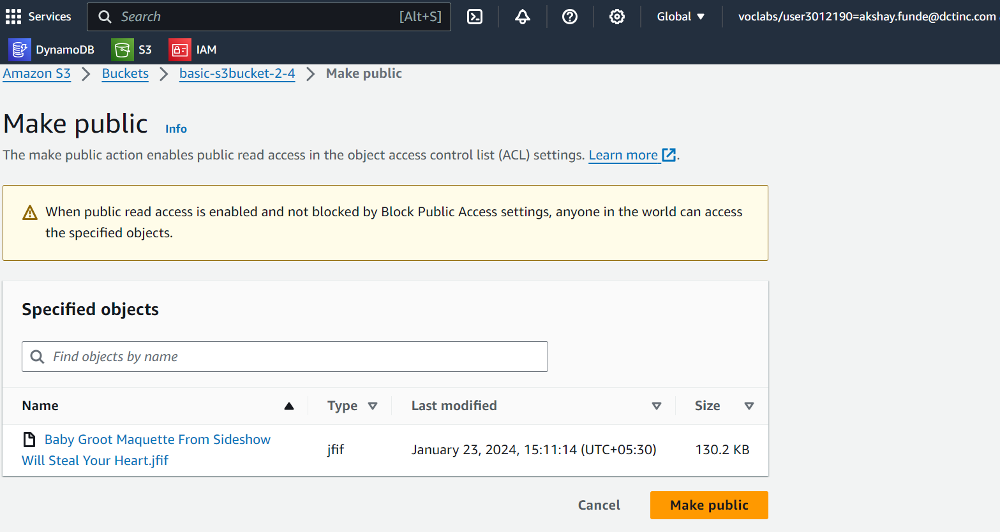 Services Search [Alt+S] Global voclabs/user3012190=akshay.funde@dctinc.com
DynamoDB S3 IAM
Amazon S3 Buckets basic-s3bucket-2-4 Make public
Make public Info
The make public action enables public read access in the object access control list (ACL) settings. Learn more .
When public read access is enabled and not blocked by Block Public Access settings, anyone in the world can access
the specified objects.
Specified objects
Find objects by name
Name Type Last modified Size
Baby Groot Maquette From Sideshow
Will Steal Your Heart.jfif jfif January 23, 2024, 15:11:14 (UTC+05:30) 130.2 KB
Cancel Make public